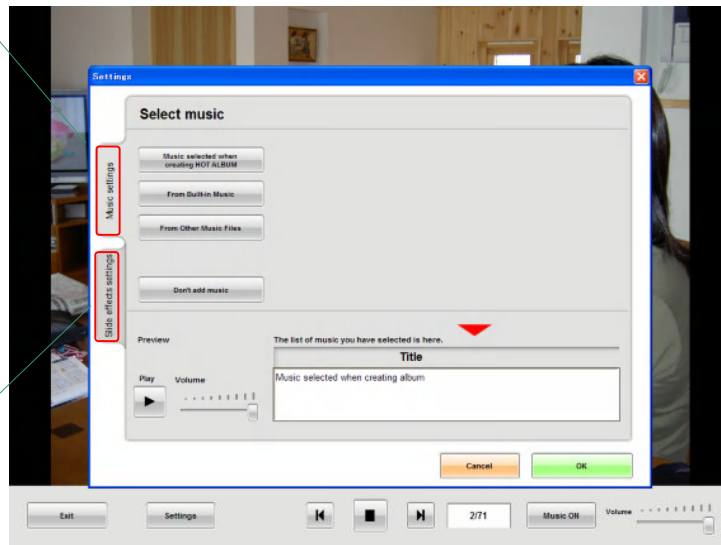 Settings
Select music
Music settings
Slide effects settings
Music selected when
creating HOT ALBUM
From Built-in Music
From Other Music Files
Don't add music
Preview
The list of music you have selected is here.
Title
Play
Volume
Music selected when creating album
Cancel
OK
Exit
Settings
2/71
Music ON
Volume